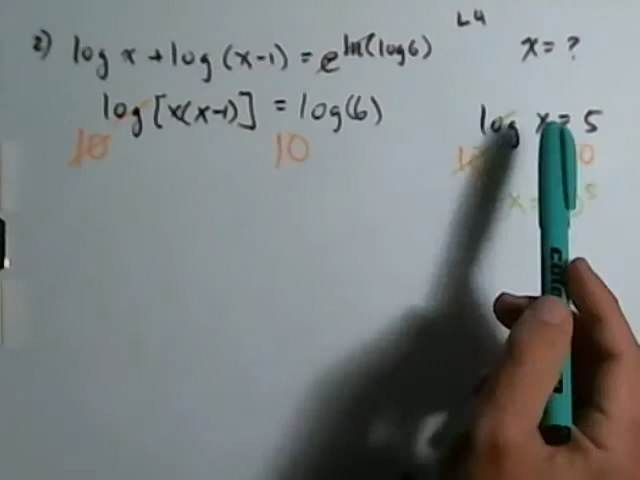 L4
2) log x + log (x-1) = e^ln(log6)
x = ?
log [x(x-1)] = log(6)
10 10
log x = 5